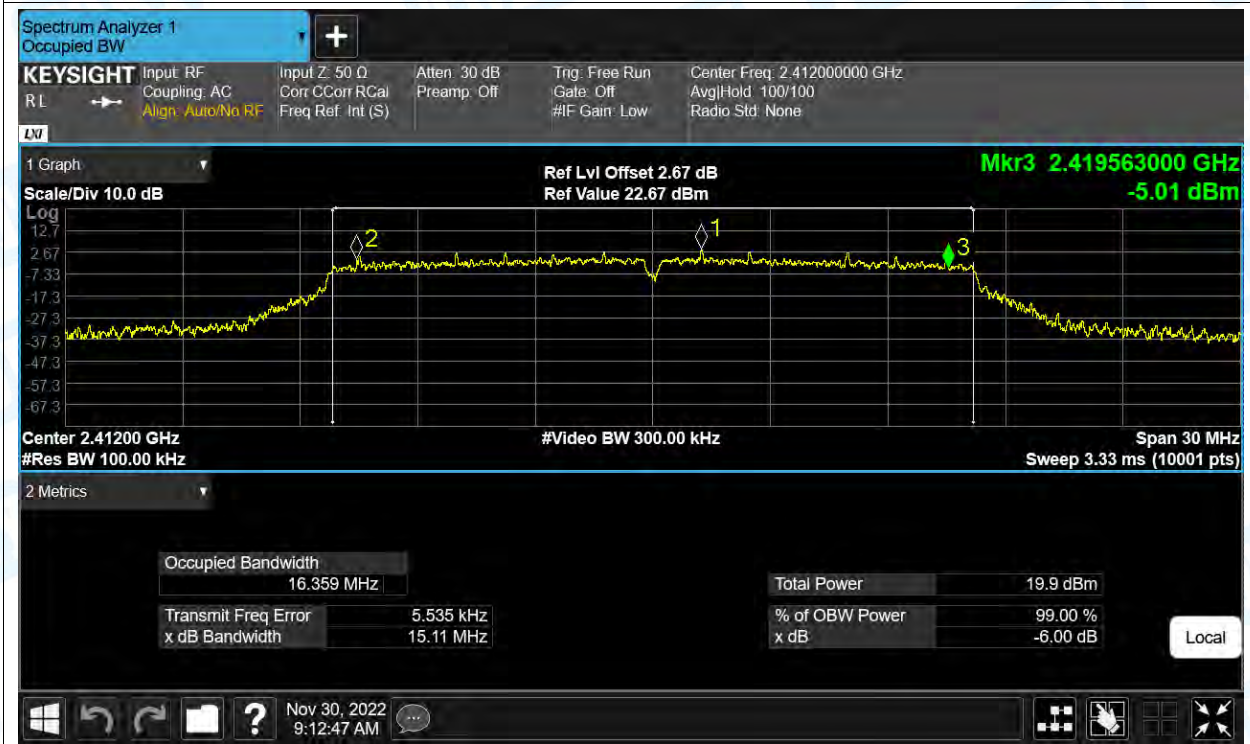 Spectrum Analyzer 1
Occupied BW
+
KEYSIGHT
R L
LXI
Input: RF
Coupling: AC
Align: Auto/No RF
Input Z: 50 Ω
Corr CCorr RCal
Freq Ref: Int (S)
Atten: 30 dB
Preamp: Off
Trig: Free Run
Gate: Off
#IF Gain: Low
Center Freq: 2.412000000 GHz
Avg|Hold: 100/100
Radio Std: None
1 Graph
Scale/Div 10.0 dB
Ref Lvl Offset 2.67 dB
Ref Value 22.67 dBm
Mkr3 2.419563000 GHz
-5.01 dBm
Log
12.7
2.67
-7.33
-17.3
-27.3
-37.3
-47.3
-57.3
-67.3
2
1
3
Center 2.41200 GHz
#Res BW 100.00 kHz
#Video BW 300.00 kHz
Span 30 MHz
Sweep 3.33 ms (10001 pts)
2 Metrics
Occupied Bandwidth
16.359 MHz
Transmit Freq Error 5.535 kHz
x dB Bandwidth 15.11 MHz
Total Power 19.9 dBm
% of OBW Power 99.00 %
x dB -6.00 dB
Local
?
Nov 30, 2022
9:12:47 AM